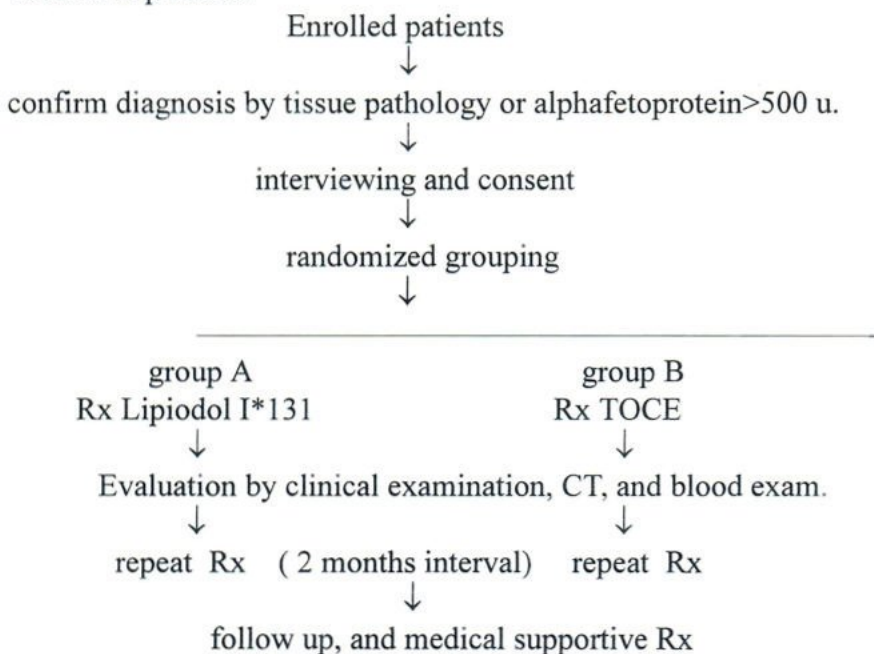 Enrolled patients
↓
confirm diagnosis by tissue pathology or alphafetoprotein>500 u.
↓
interviewing and consent
↓
randomized grouping
↓
group A group B
Rx Lipiodol I*131 Rx TOCE
↓ ↓
Evaluation by clinical examination, CT, and blood exam.
↓ ↓
repeat Rx ( 2 months interval) repeat Rx
↓
follow up, and medical supportive Rx